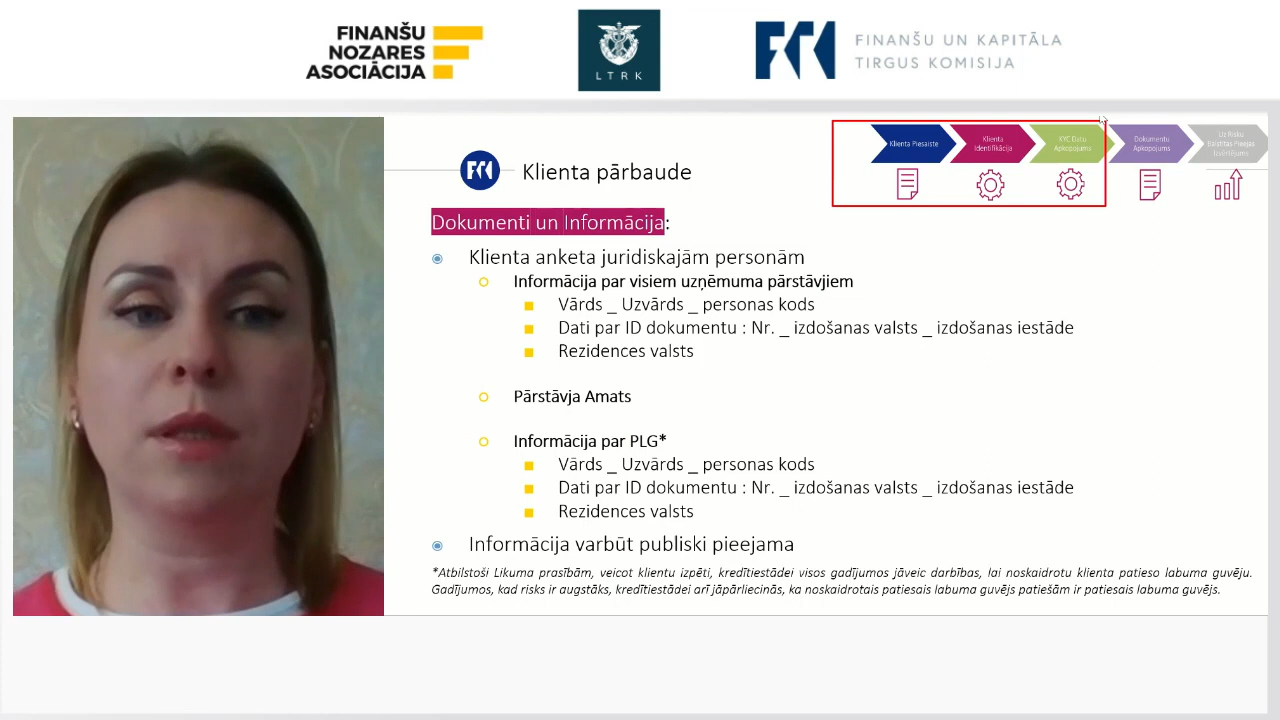 FINANŠU
NOZARES
ASOCIĀCIJA
LTRK
FINANŠU UN KAPITĀLA
TIRGUS KOMISIJA
Klienta Piesaiste
Klienta
Identifikācija
KYC Datu
Apkopojums
Dokumentu
Apkopojums
Uz Risku
Balstītas Pieejas
Izvērtējums
Klienta pārbaude
Dokumenti un Informācija:
Klienta anketa juridiskajām personām
Informācija par visiem uzņēmuma pārstāvjiem
Vārds _ Uzvārds _ personas kods
Dati par ID dokumentu : Nr. _ izdošanas valsts _ izdošanas iestāde
Rezidences valsts
Pārstāvja Amats
Informācija par PLG*
Vārds _ Uzvārds _ personas kods
Dati par ID dokumentu : Nr. _ izdošanas valsts _ izdošanas iestāde
Rezidences valsts
Informācija varbūt publiski pieejama
*Atbilstoši Likuma prasībām, veicot klientu izpēti, kredītiestādei visos gadījumos jāveic darbības, lai noskaidrotu klienta patieso labuma guvēju.
Gadījumos, kad risks ir augstāks, kredītiestādei arī jāpārliecinās, ka noskaidrotais patiesais labuma guvējs patiešām ir patiesais labuma guvējs.